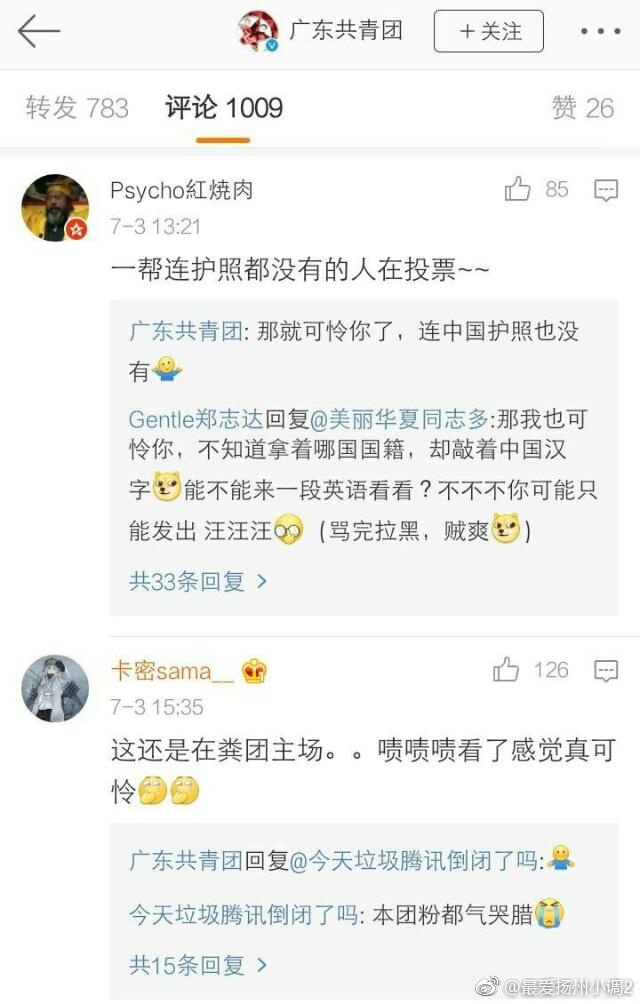 广东共青团
+关注
转发 783
评论 1009
赞 26
Psycho紅焼肉
85
7-3 13:21
一帮连护照都没有的人在投票~~
广东共青团: 那就可怜你了，连中国护照也没
有
Gentle郑志达回复@美丽华夏同志多:那我也可
怜你，不知道拿着哪国国籍，却敲着中国汉
字能不能来一段英语看看？不不不你可能只
能发出 汪汪汪（骂完拉黑，贼爽）
共33条回复 >
卡密sama__
126
7-3 15:35
这还是在粪团主场。。啧啧啧看了感觉真可
怜
广东共青团回复@今天垃圾腾讯倒闭了吗:
今天垃圾腾讯倒闭了吗: 本团粉都气哭腊
共15条回复 >
@最爱扬州小调2